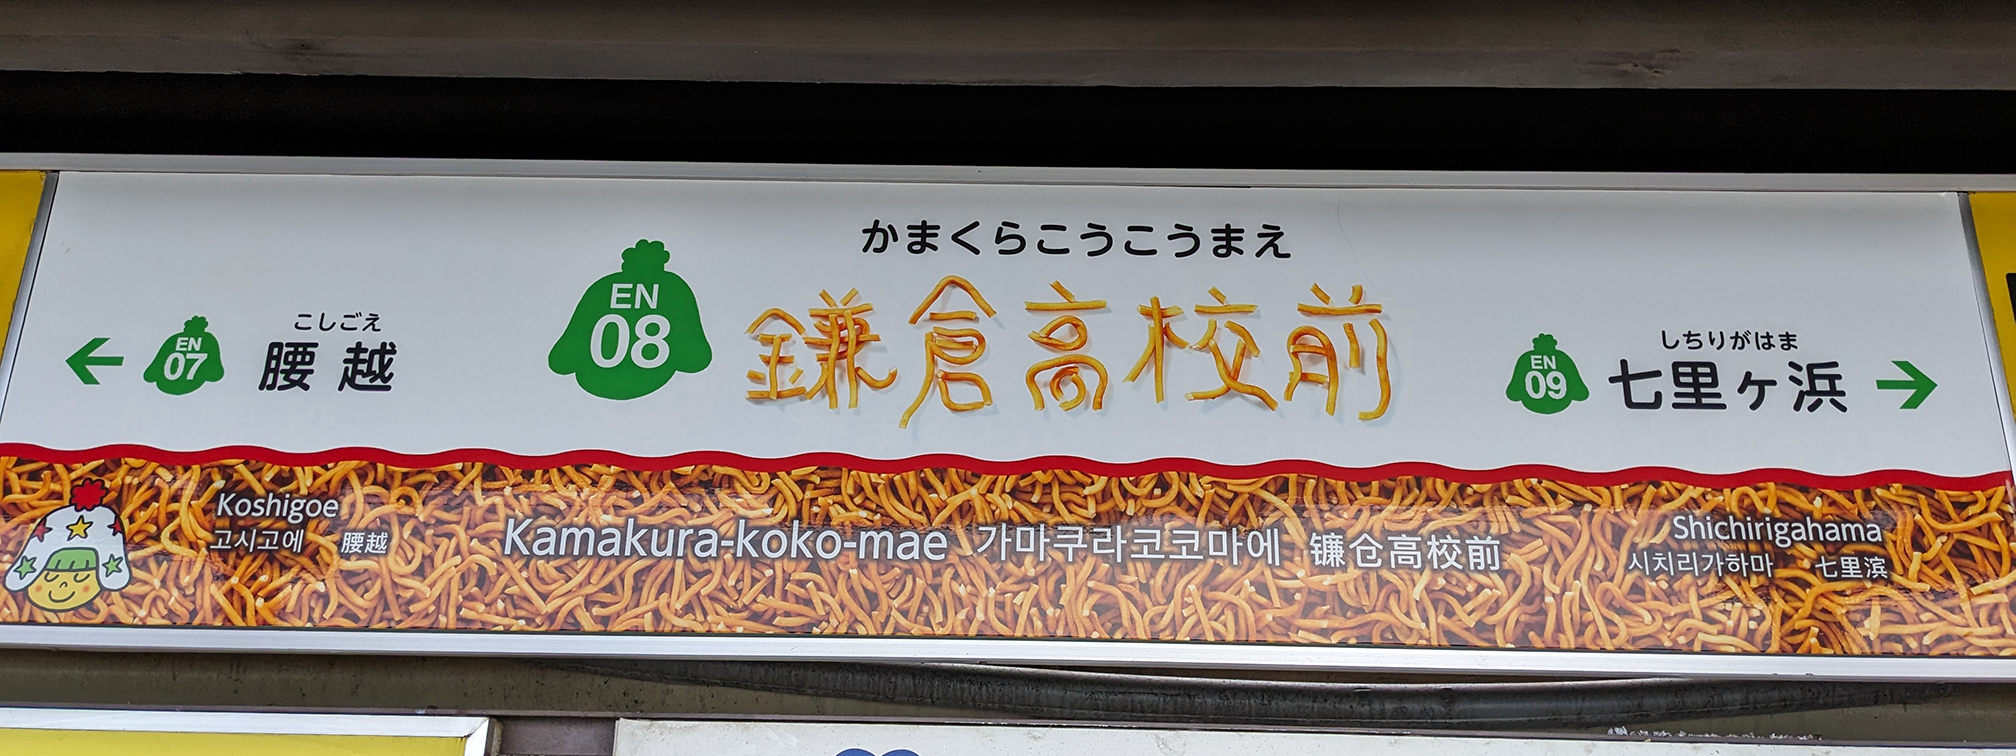 かまくらこうこうまえ
EN
08
鎌倉高校前
こしごえ
EN
07
腰越
しちりがはま
EN
09
七里ヶ浜
Koshigoe
고시고에 腰越
Kamakura-koko-mae 가마쿠라코코마에 镰仓高校前
Shichirigahama
시치리가하마 七里滨